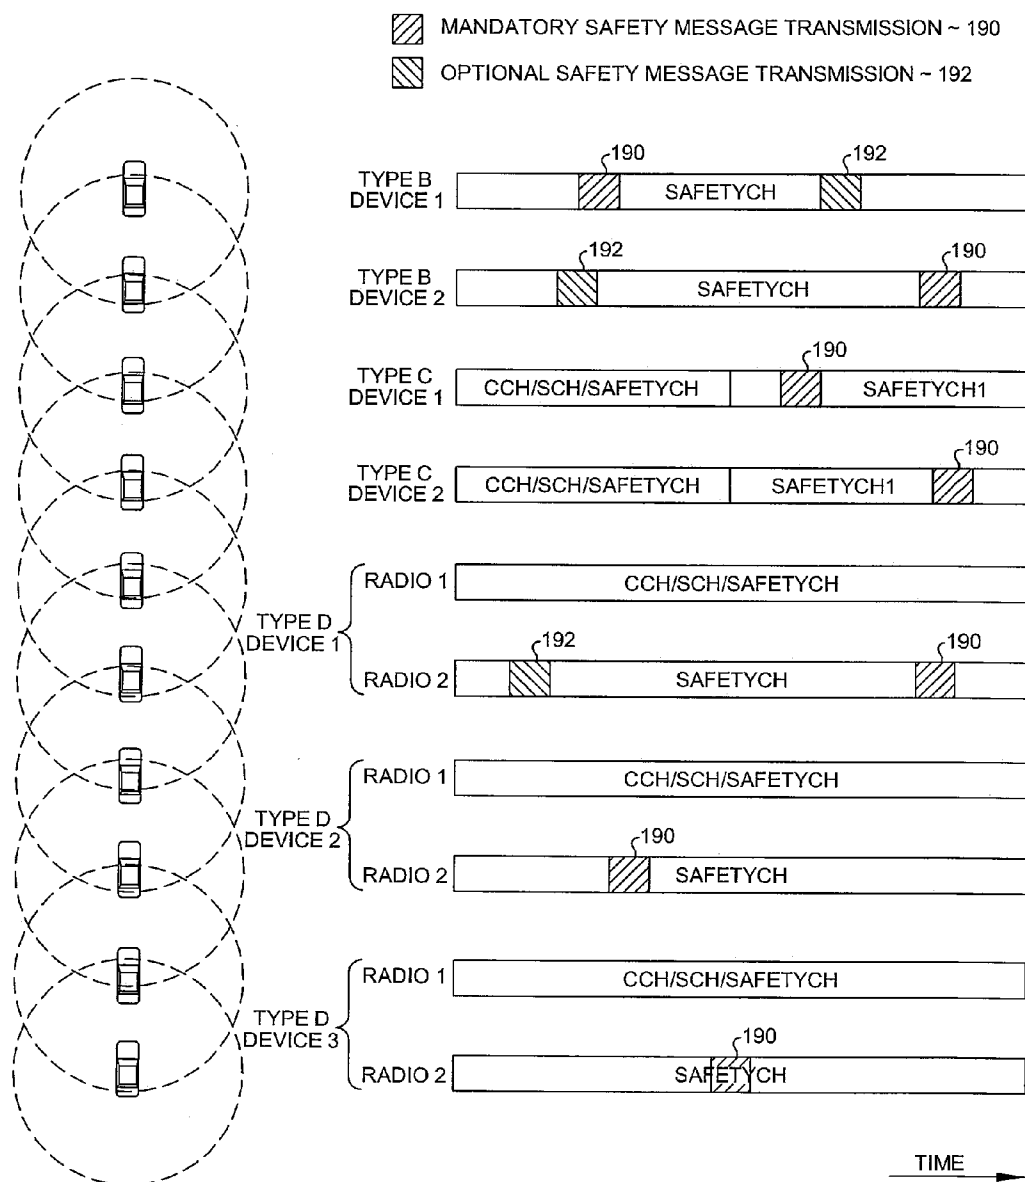 MANDATORY SAFETY MESSAGE TRANSMISSION ~ 190
OPTIONAL SAFETY MESSAGE TRANSMISSION ~ 192
190
192
TYPE B
DEVICE 1
SAFETYCH
192
190
TYPE B
DEVICE 2
SAFETYCH
190
TYPE C
DEVICE 1
CCH/SCH/SAFETYCH
SAFETYCH1
190
TYPE C
DEVICE 2
CCH/SCH/SAFETYCH
SAFETYCH1
TYPE D
DEVICE 1
RADIO 1
CCH/SCH/SAFETYCH
192
190
RADIO 2
SAFETYCH
TYPE D
DEVICE 2
RADIO 1
CCH/SCH/SAFETYCH
190
RADIO 2
SAFETYCH
TYPE D
DEVICE 3
RADIO 1
CCH/SCH/SAFETYCH
190
RADIO 2
SAFETYCH
TIME